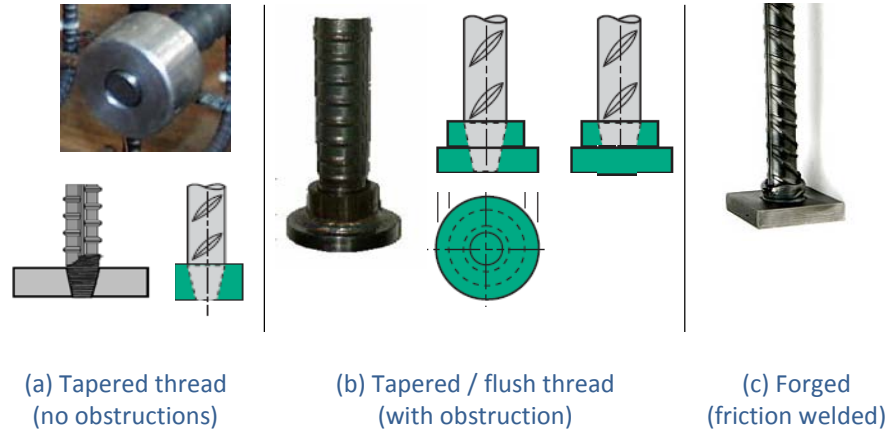 (a) Tapered thread
(no obstructions)
(b) Tapered / flush thread
(with obstruction)
(c) Forged
(friction welded)